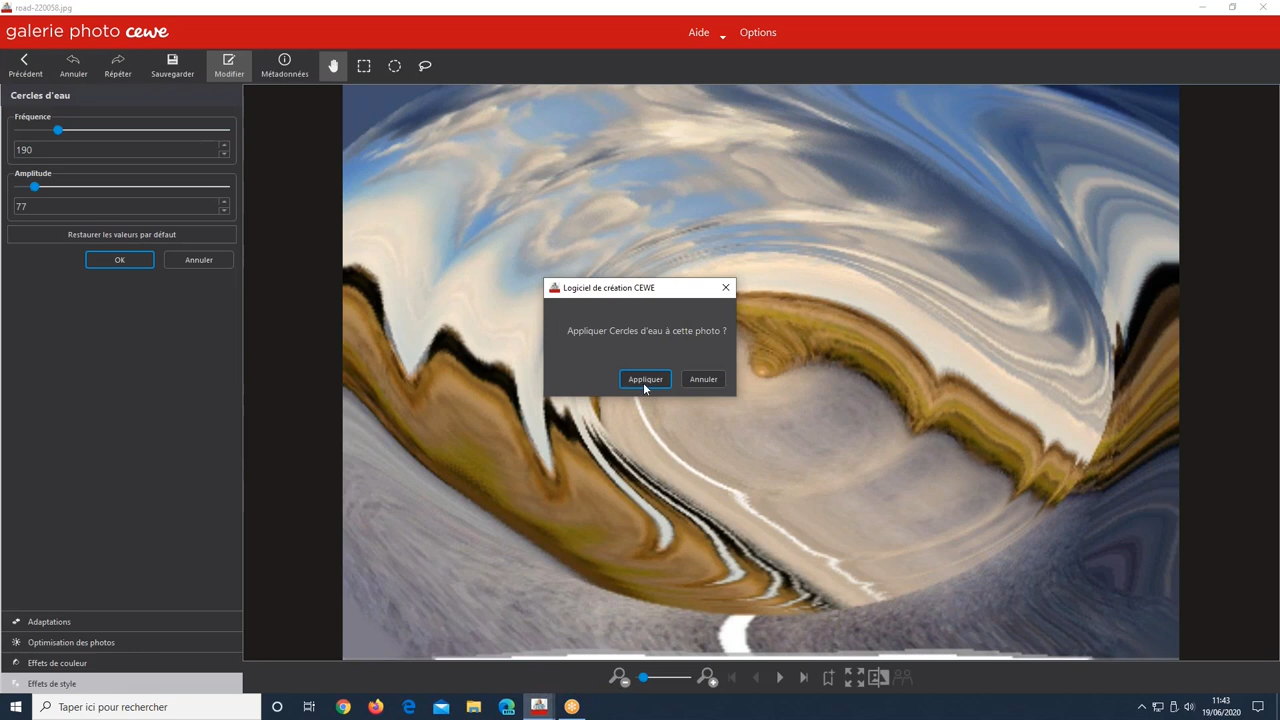 road-220058.jpg
galerie photo cewe
Aide
Options
Précédent
Annuler
Répéter
Sauvegarder
Modifier
Métadonnées
Cercles d'eau
Fréquence
190
Amplitude
77
Restaurer les valeurs par défaut
OK
Annuler
Logiciel de création CEWE
Appliquer Cercles d'eau à cette photo ?
Appliquer
Annuler
Adaptations
Optimisation des photos
Effets de couleur
Effets de style
Taper ici pour rechercher
11:43
19/06/2020